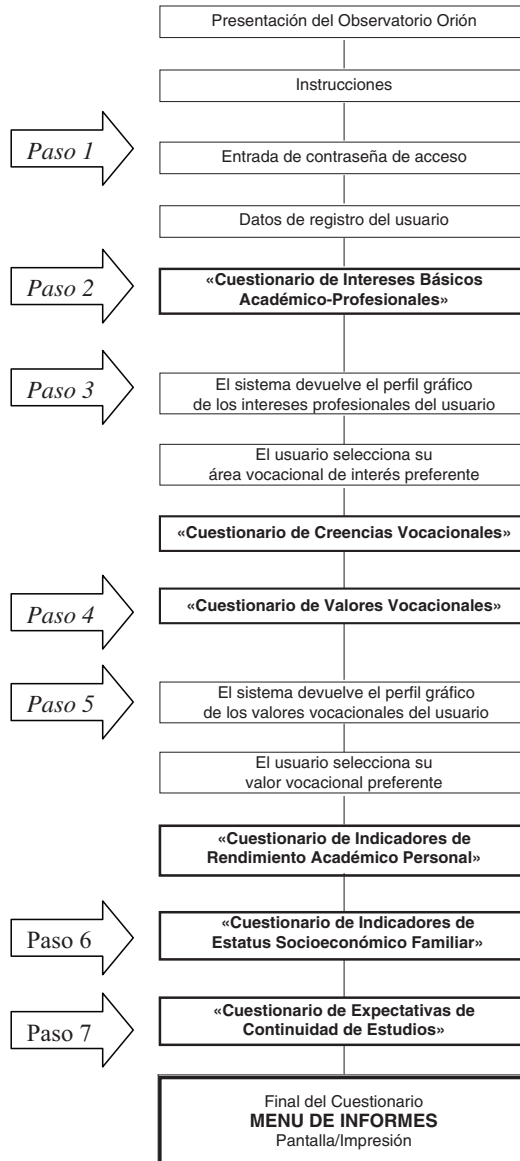 Presentación del Observatorio Orión
Instrucciones
Paso 1
Entrada de contraseña de acceso
Datos de registro del usuario
Paso 2
«Cuestionario de Intereses Básicos
Académico-Profesionales»
Paso 3
El sistema devuelve el perfil gráfico
de los intereses profesionales del usuario
El usuario selecciona su
área vocacional de interés preferente
«Cuestionario de Creencias Vocacionales»
Paso 4
«Cuestionario de Valores Vocacionales»
Paso 5
El sistema devuelve el perfil gráfico
de los valores vocacionales del usuario
El usuario selecciona su
valor vocacional preferente
«Cuestionario de Indicadores de
Rendimiento Académico Personal»
Paso 6
«Cuestionario de Indicadores de
Estatus Socioeconómico Familiar»
Paso 7
«Cuestionario de Expectativas de
Continuidad de Estudios»
Final del Cuestionario
MENU DE INFORMES
Pantalla/Impresión